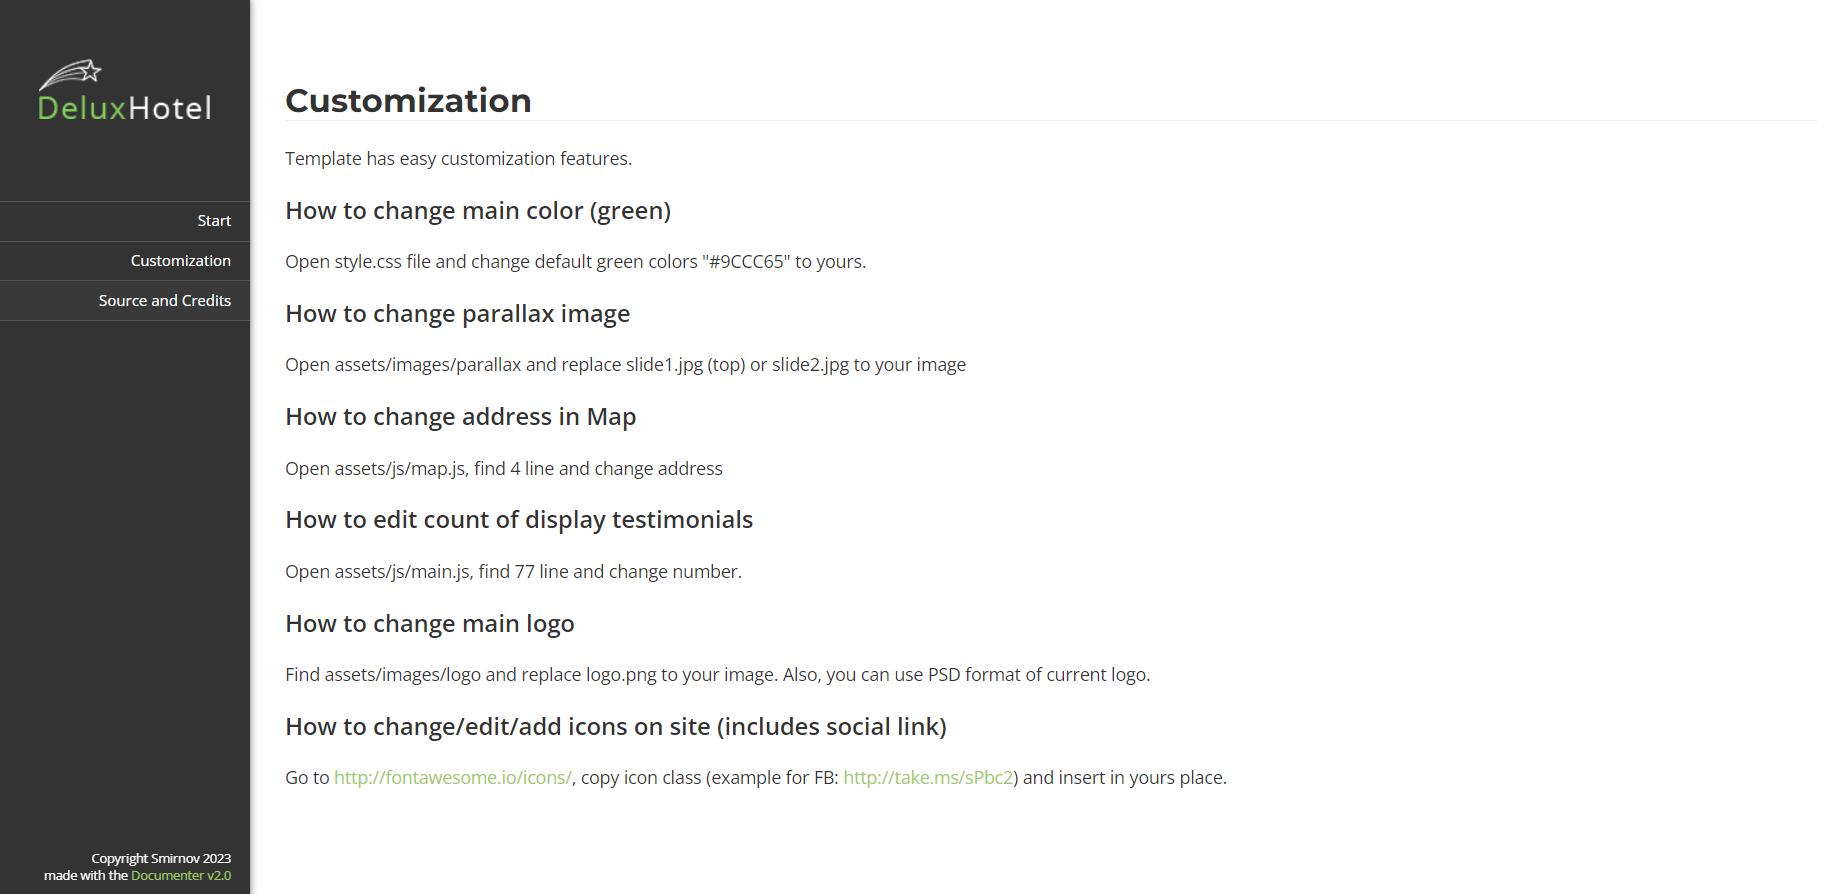 DeluxHotel
Start
Customization
Source and Credits
Copyright Smirnov 2023
made with the Documenter v2.0
Customization
Template has easy customization features.
How to change main color (green)
Open style.css file and change default green colors "#9CCC65" to yours.
How to change parallax image
Open assets/images/parallax and replace slide1.jpg (top) or slide2.jpg to your image
How to change address in Map
Open assets/js/map.js, find 4 line and change address
How to edit count of display testimonials
Open assets/js/main.js, find 77 line and change number.
How to change main logo
Find assets/images/logo and replace logo.png to your image. Also, you can use PSD format of current logo.
How to change/edit/add icons on site (includes social link)
Go to http://fontawesome.io/icons/, copy icon class (example for FB: http://take.ms/sPbc2) and insert in yours place.